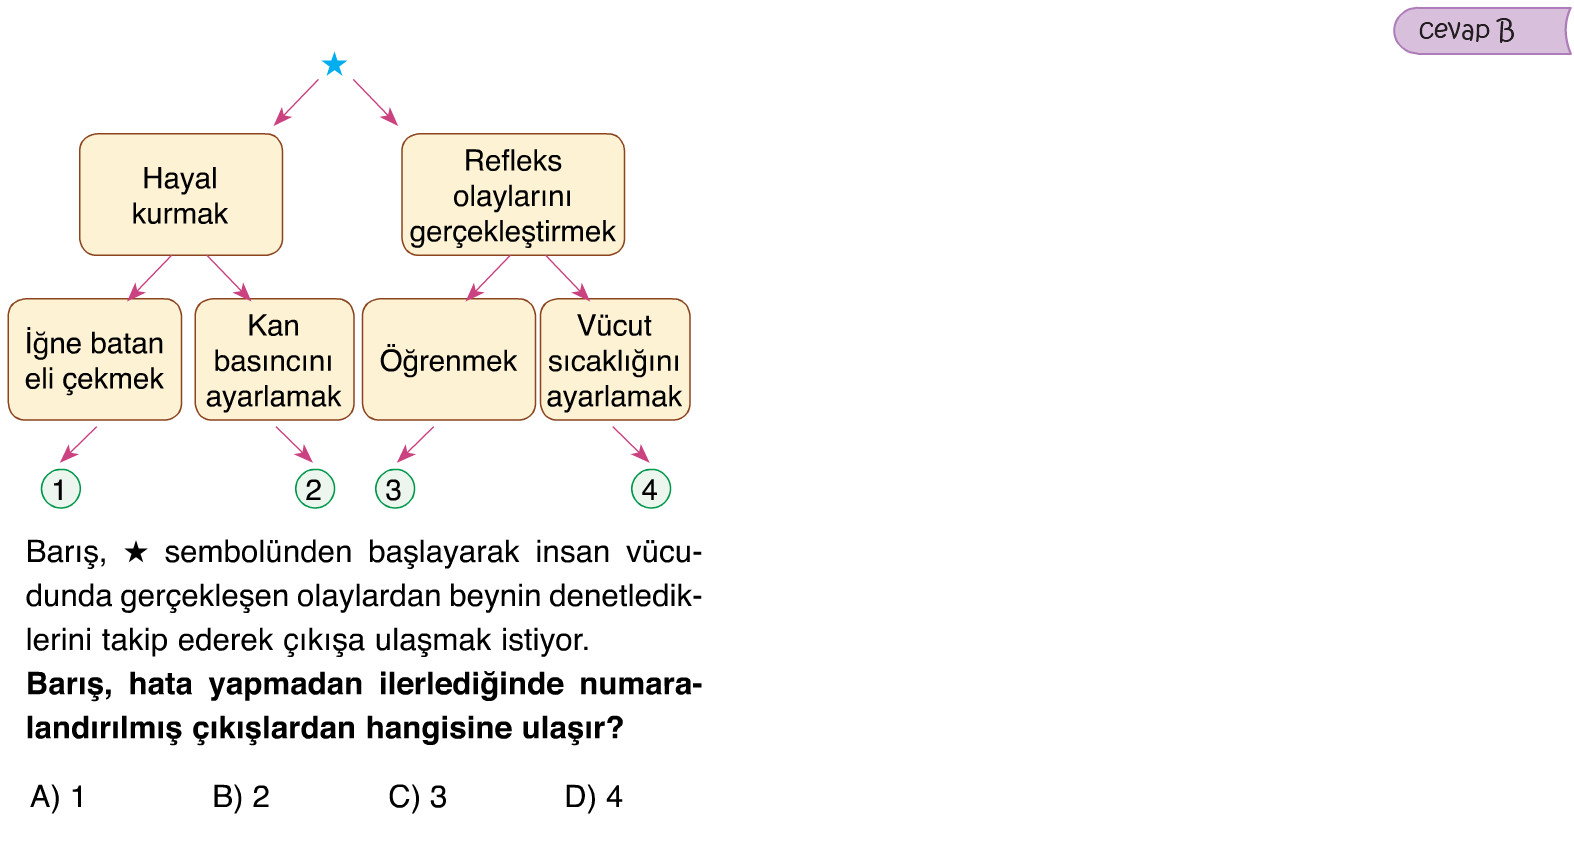 cevap B
★
Hayal
kurmak
Refleks
olaylarını
gerçekleştirmek
İğne batan
eli çekmek
Kan
basıncını
ayarlamak
Öğrenmek
Vücut
sıcaklığını
ayarlamak
1
2
3
4
Barış, ★ sembolünden başlayarak insan vücu-
dunda gerçekleşen olaylardan beynin denetledik-
lerini takip ederek çıkışa ulaşmak istiyor.
Barış, hata yapmadan ilerlediğinde numara-
landırılmış çıkışlardan hangisine ulaşır?
A) 1 B) 2 C) 3 D) 4